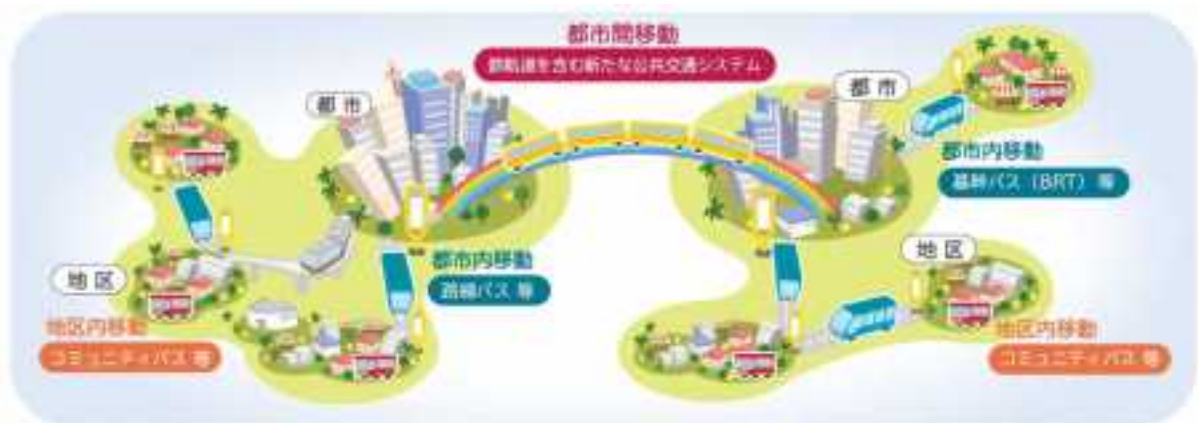 都市間移動
鉄軌道を含む新たな公共交通システム
都市
都市
都市内移動
基幹バス(BRT)等
都市内移動
路線バス 等
地区
地区
地区内移動
コミュニティバス 等
地区内移動
コミュニティバス 等